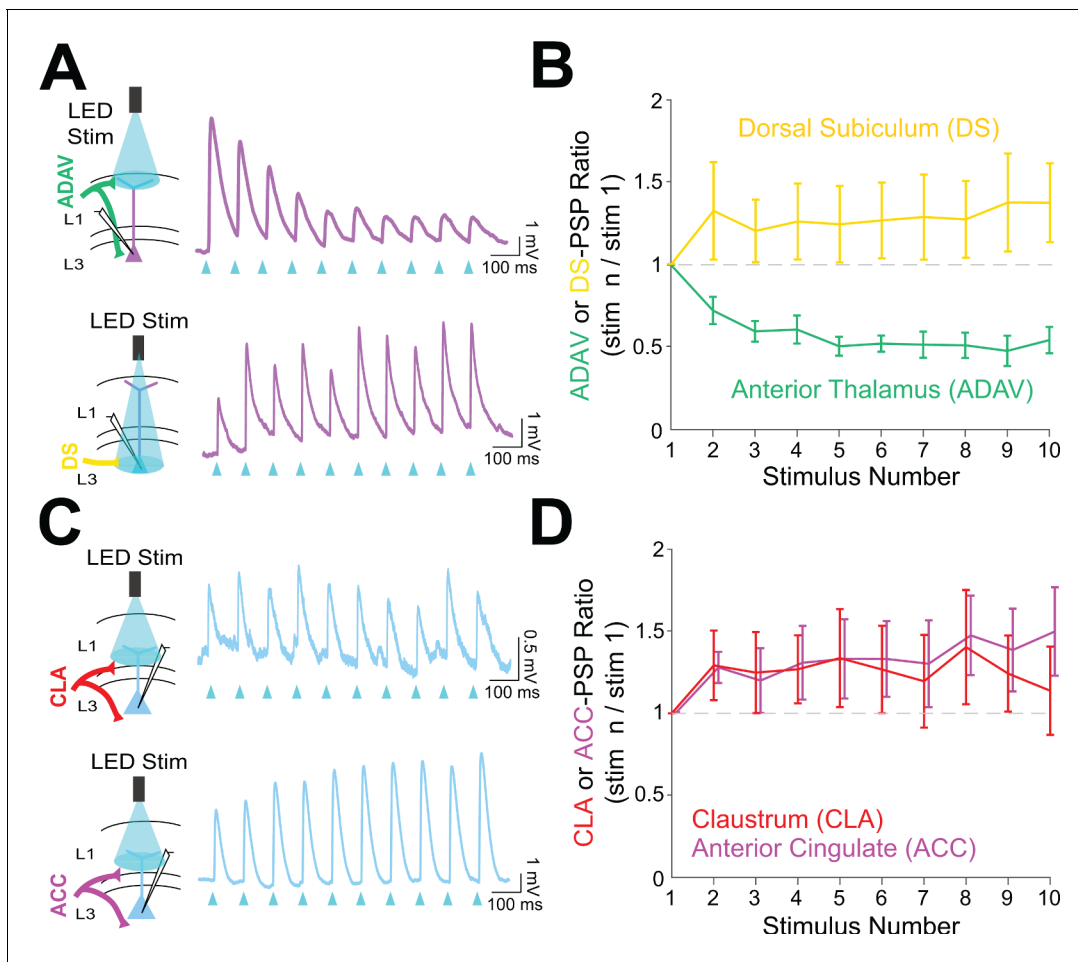 A
LED
Stim
ADAV
L1
L3
1 mV
100 ms
LED Stim
L1
DS
L3
1 mV
100 ms
B
2
1.5
1
0.5
0
ADAV or DS-PSP Ratio
(stim n / stim 1)
Dorsal Subiculum (DS)
Anterior Thalamus (ADAV)
1 2 3 4 5 6 7 8 9 10
Stimulus Number
C
LED Stim
L1
CLA
L3
0.5 mV
100 ms
LED Stim
L1
ACC
L3
1 mV
100 ms
D
2
1.5
1
0.5
0
CLA or ACC-PSP Ratio
(stim n / stim 1)
Claustrum (CLA)
Anterior Cingulate (ACC)
1 2 3 4 5 6 7 8 9 10
Stimulus Number